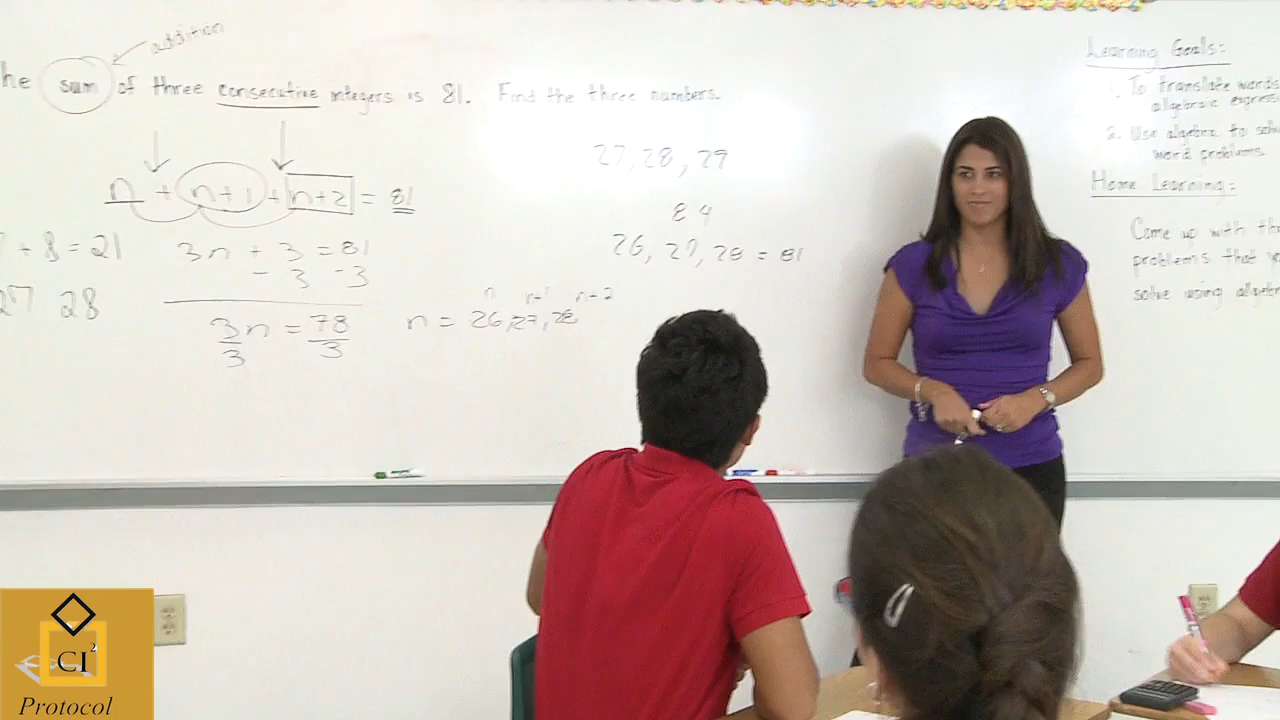 addition
he sum of three consecutive integers is 81. Find the three numbers.
n + n+1 + n+2 = 81
+ 8 = 21
3n + 3 = 81
- 3 -3
27 28
3n = 78
3 3
n n+1 n+2
n = 26, 27, 28
27, 28, 29
84
26, 27, 28 = 81
Learning Goals:
1. To translate words
algebraic express
2. Use algebra to solv
word problems.
Home Learning:
Come up with th
problems that yo
solve using algebr
CI²
Protocol